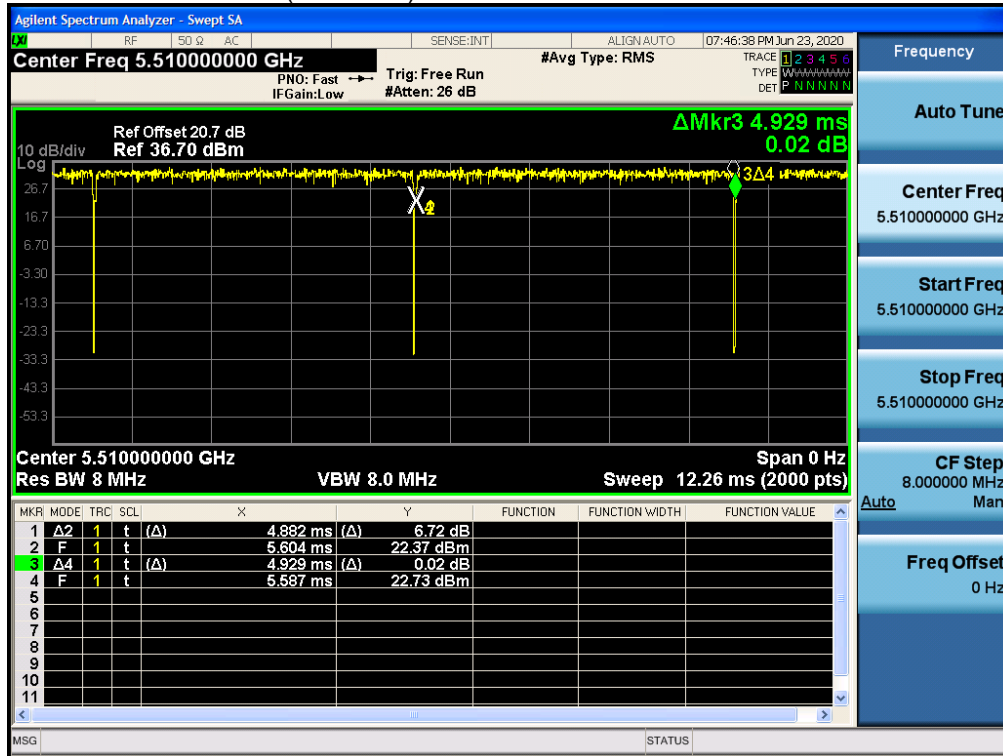 Agilent Spectrum Analyzer - Swept SA
LXI RF 50 Ω AC SENSE:INT ALIGN AUTO 07:46:38 PM Jun 23, 2020
Center Freq 5.510000000 GHz
PNO: Fast
IFGain:Low
Trig: Free Run
#Atten: 26 dB
#Avg Type: RMS
TRACE 1 2 3 4 5 6
TYPE W
DET P N N N N N
Ref Offset 20.7 dB
10 dB/div Ref 36.70 dBm
Log
ΔMkr3 4.929 ms
0.02 dB
26.7
16.7
6.70
-3.30
-13.3
-23.3
-33.3
-43.3
-53.3
3Δ4
Center 5.510000000 GHz Span 0 Hz
Res BW 8 MHz VBW 8.0 MHz Sweep 12.26 ms (2000 pts)
MKR MODE TRC SCL X Y FUNCTION FUNCTION WIDTH FUNCTION VALUE
1 Δ2 1 t (Δ) 4.882 ms (Δ) 6.72 dB
2 F 1 t 5.604 ms 22.37 dBm
3 Δ4 1 t (Δ) 4.929 ms (Δ) 0.02 dB
4 F 1 t 5.587 ms 22.73 dBm
5
6
7
8
9
10
11
MSG STATUS
Frequency
Auto Tune
Center Freq
5.510000000 GHz
Start Freq
5.510000000 GHz
Stop Freq
5.510000000 GHz
CF Step
8.000000 MHz
Auto Man
Freq Offset
0 Hz